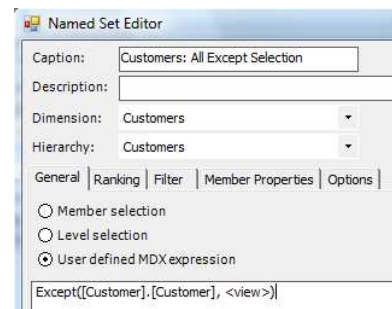 Named Set Editor
Caption: Customers: All Except Selection
Description:
Dimension: Customers
Hierarchy: Customers
General Ranking Filter Member Properties Options
Member selection
Level selection
User defined MDX expression
Except([Customer].[Customer], <view>)